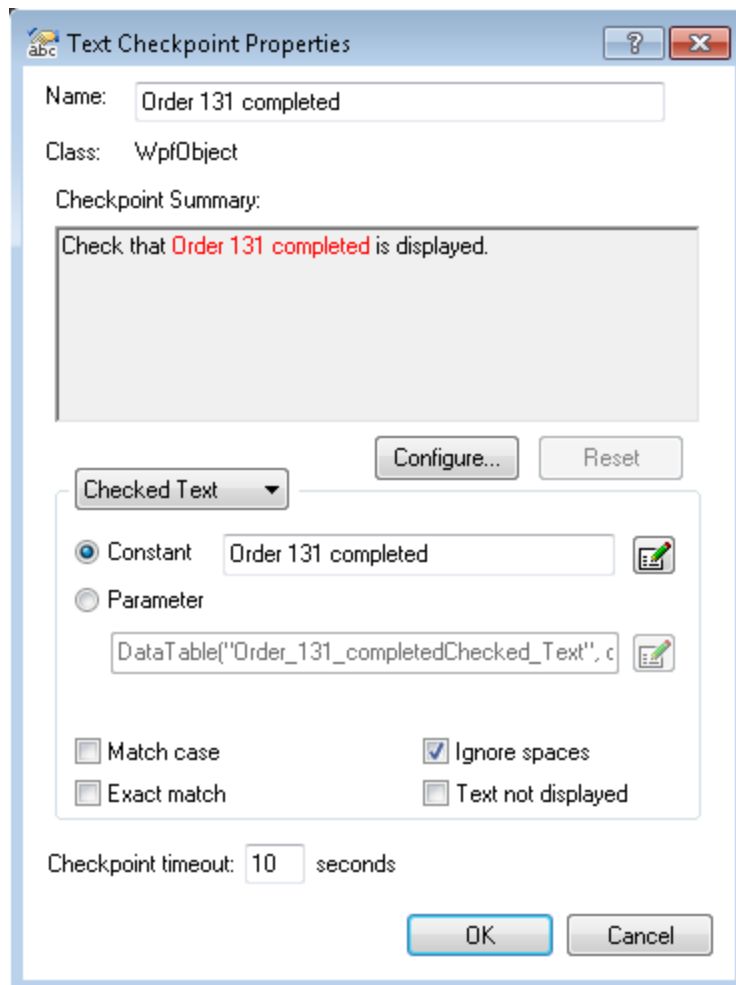 abc Text Checkpoint Properties ?
Name: Order 131 completed
Class: WpfObject
Checkpoint Summary:
Check that Order 131 completed is displayed.
Configure... Reset
Checked Text
Constant Order 131 completed
Parameter
DataTable("Order_131_completedChecked_Text", c
Match case Ignore spaces
Exact match Text not displayed
Checkpoint timeout: 10 seconds
OK Cancel